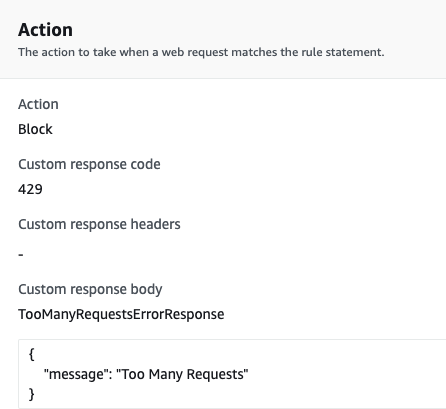 Action
The action to take when a web request matches the rule statement.
Action
Block
Custom response code
429
Custom response headers
-
Custom response body
TooManyRequestsErrorResponse
{
"message": "Too Many Requests"
}